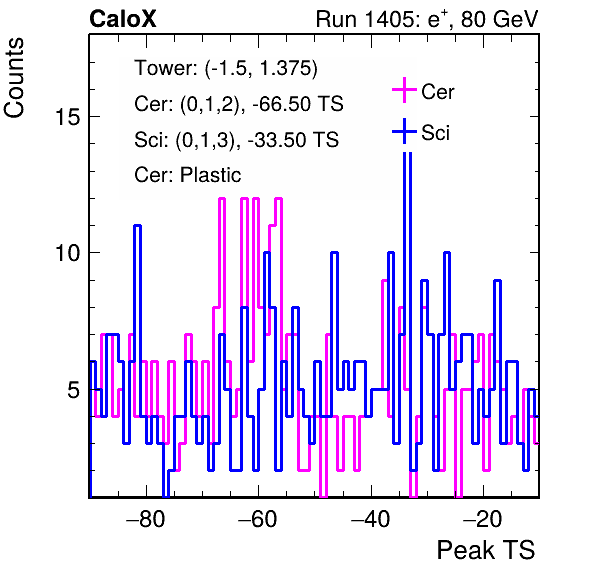 CaloX
Run 1405: e+, 80 GeV
Counts
Tower: (-1.5, 1.375)
Cer: (0,1,2), -66.50 TS
Sci: (0,1,3), -33.50 TS
Cer: Plastic
Cer
Sci
15
10
5
−80
−60
−40
−20
Peak TS